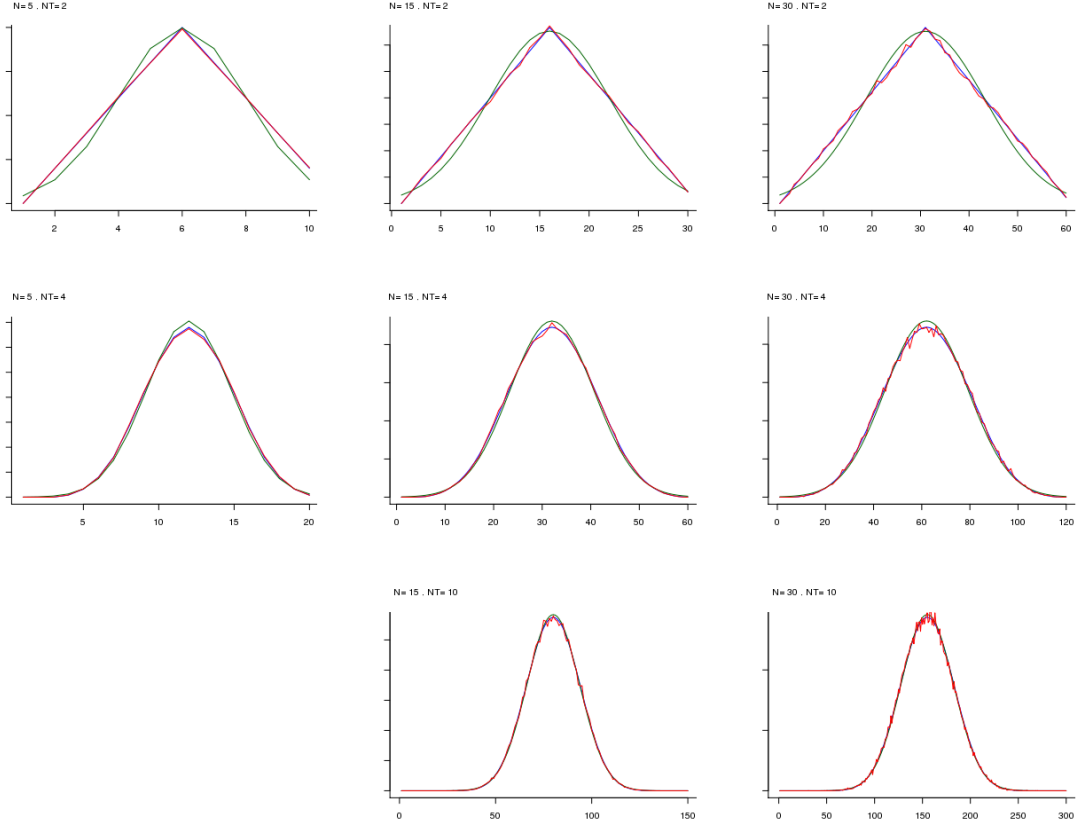 N= 5 . NT= 2
N= 15 . NT= 2
N= 30 . NT= 2
2 4 6 8 10
0 5 10 15 20 25 30
0 10 20 30 40 50 60
N= 5 . NT= 4
N= 15 . NT= 4
N= 30 . NT= 4
5 10 15 20
0 10 20 30 40 50 60
0 20 40 60 80 100 120
N= 15 . NT= 10
N= 30 . NT= 10
0 50 100 150
0 50 100 150 200 250 300